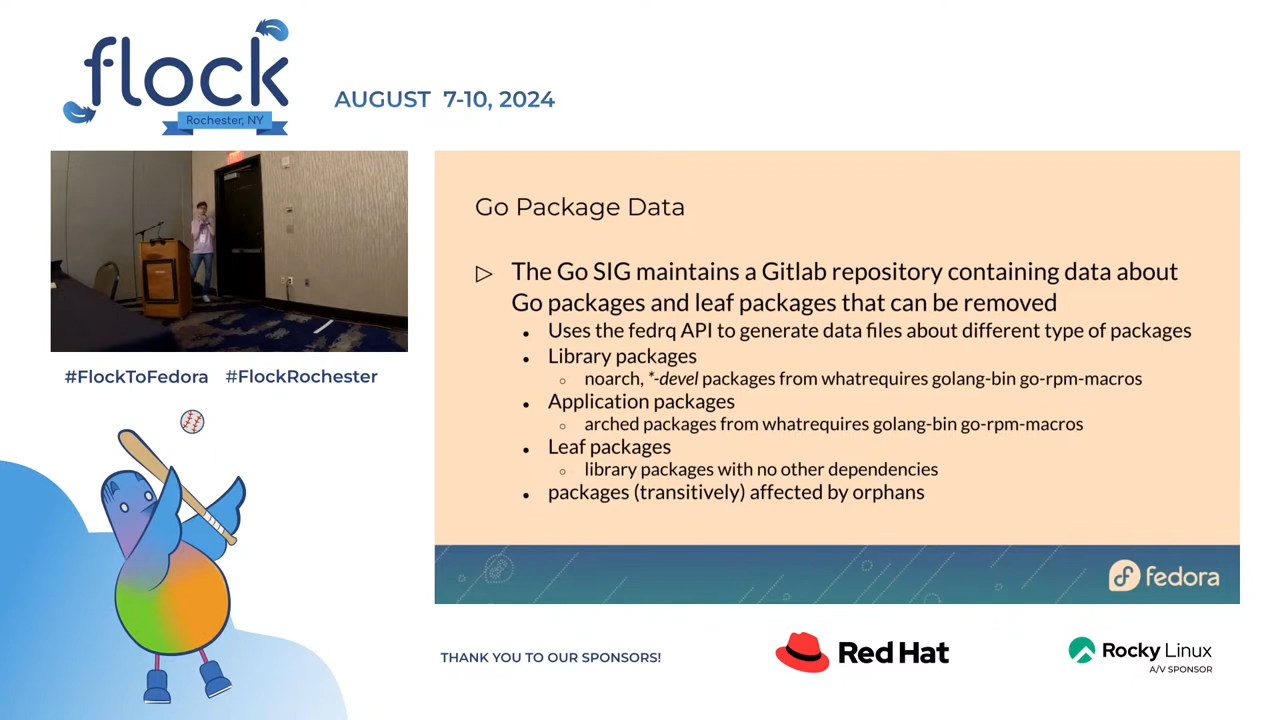 flock
Rochester, NY
AUGUST 7-10, 2024
Go Package Data
The Go SIG maintains a Gitlab repository containing data about
Go packages and leaf packages that can be removed
Uses the fedrq API to generate data files about different type of packages
Library packages
noarch, *-devel packages from whatrequires golang-bin go-rpm-macros
Application packages
arched packages from whatrequires golang-bin go-rpm-macros
Leaf packages
library packages with no other dependencies
packages (transitively) affected by orphans
fedora
#FlockToFedora #FlockRochester
THANK YOU TO OUR SPONSORS!
Red Hat
Rocky Linux
A/V SPONSOR